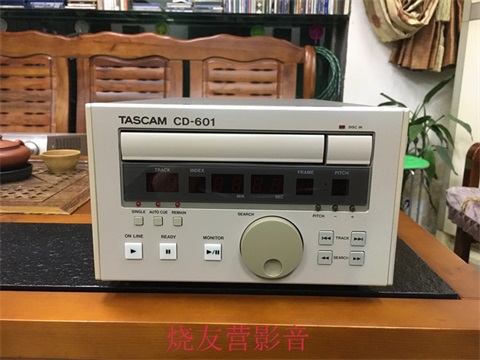 TASCAM CD-601
DISC IN
TRACK INDEX FRAME PITCH
MIN SEC
SINGLE AUTO CUE REMAIN SEARCH PITCH - +
ON LINE READY MONITOR
TRACK
SEARCH
烧友营影音